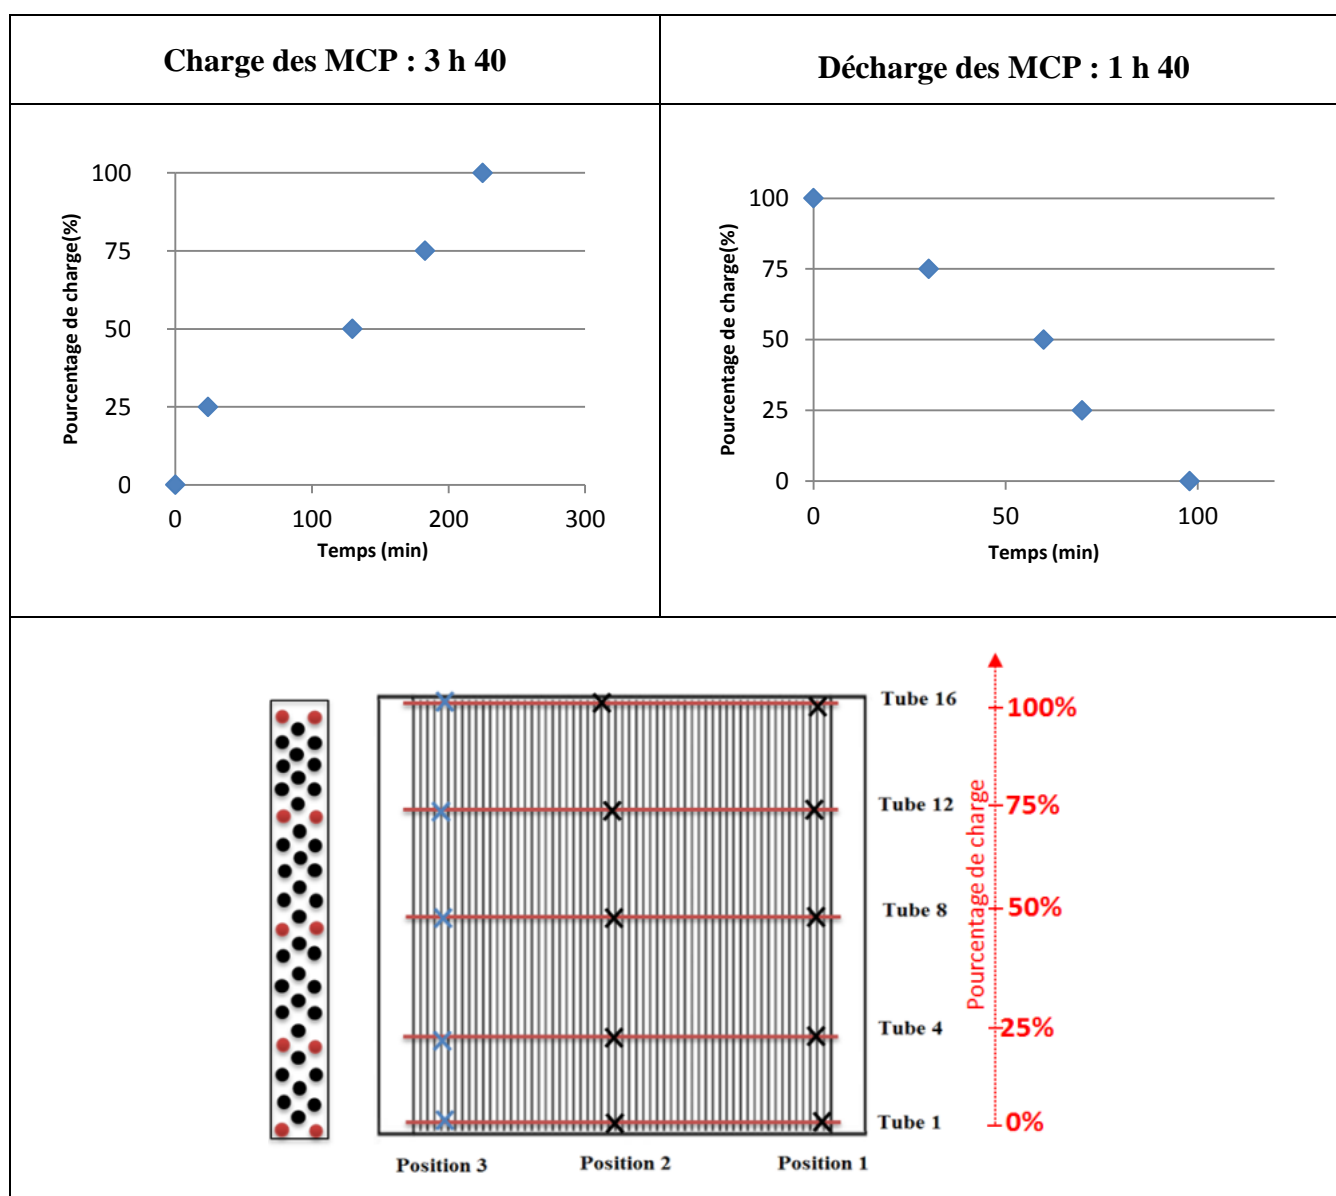 Charge des MCP : 3 h 40
Décharge des MCP : 1 h 40
Pourcentage de charge(%)
100
75
50
25
0
0 100 200 300
Temps (min)
Pourcentage de charge(%)
100
75
50
25
0
0 50 100
Temps (min)
Tube 16
Tube 12
Tube 8
Tube 4
Tube 1
Pourcentage de charge
100%
75%
50%
25%
0%
Position 3 Position 2 Position 1